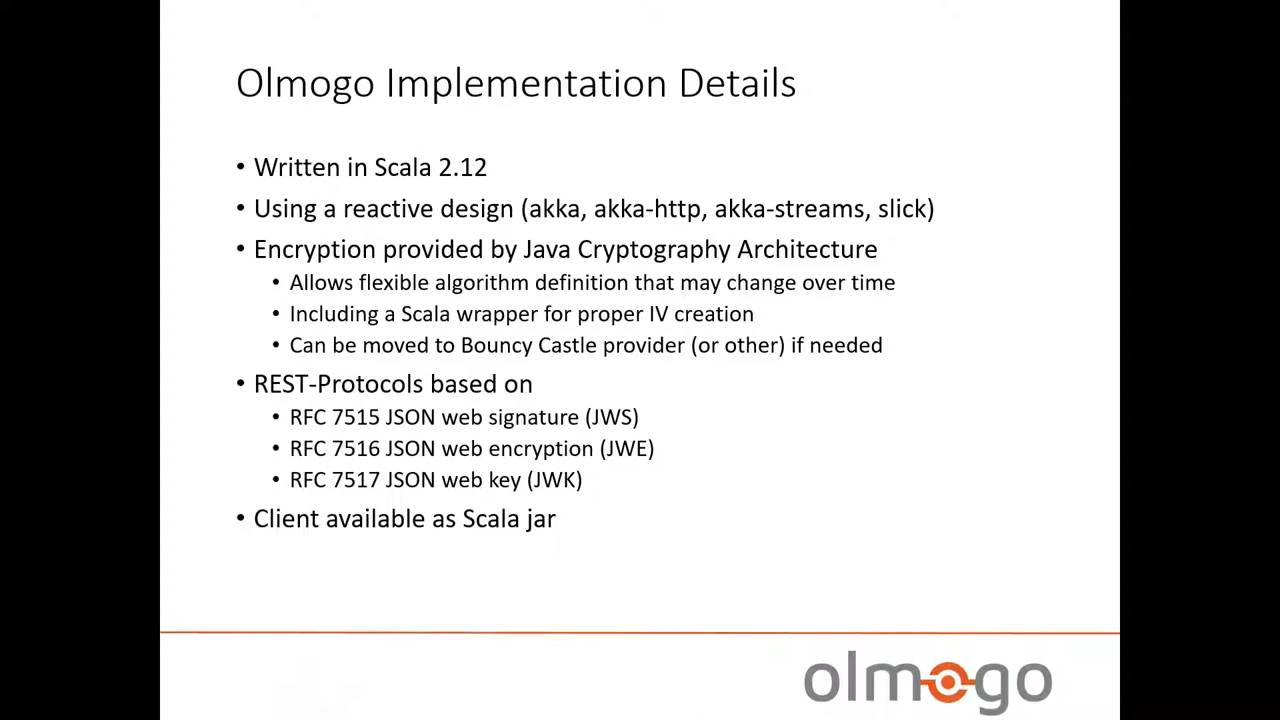 Olmogo Implementation Details
• Written in Scala 2.12
• Using a reactive design (akka, akka-http, akka-streams, slick)
• Encryption provided by Java Cryptography Architecture
• Allows flexible algorithm definition that may change over time
• Including a Scala wrapper for proper IV creation
• Can be moved to Bouncy Castle provider (or other) if needed
• REST-Protocols based on
• RFC 7515 JSON web signature (JWS)
• RFC 7516 JSON web encryption (JWE)
• RFC 7517 JSON web key (JWK)
• Client available as Scala jar
olmogo